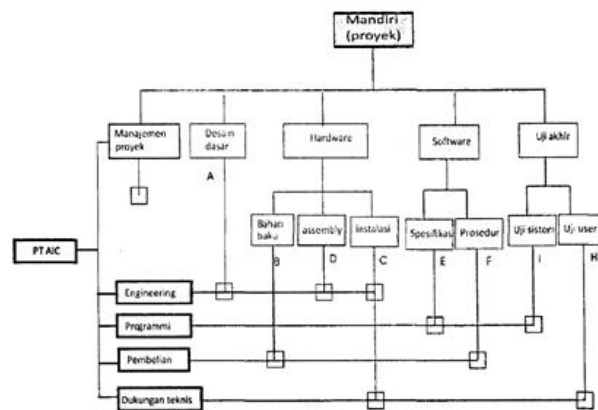 Mandiri
(proyek)
Manajemen
proyek
Desain
dasar
Hardware
Software
Uji akhir
A
Bahan
baku
assembly
instalasi
Spesifikasi
Prosedur
Uji sistem
Uji user
B
D
C
E
F
I
H
PT AIC
Engineering
Programmi
Pembelian
Dukungan teknis